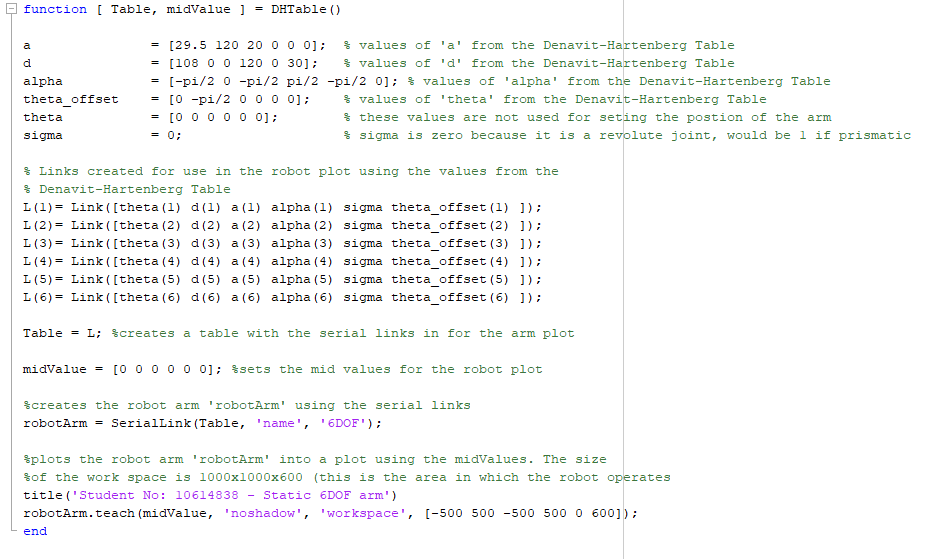 function [ Table, midValue ] = DHTable()
a = [29.5 120 20 0 0 0]; % values of 'a' from the Denavit-Hartenberg Table
d = [108 0 0 120 0 30]; % values of 'd' from the Denavit-Hartenberg Table
alpha = [-pi/2 0 -pi/2 pi/2 -pi/2 0]; % values of 'alpha' from the Denavit-Hartenberg Table
theta_offset = [0 -pi/2 0 0 0 0]; % values of 'theta' from the Denavit-Hartenberg Table
theta = [0 0 0 0 0 0]; % these values are not used for seting the postion of the arm
sigma = 0; % sigma is zero because it is a revolute joint, would be 1 if prismatic
% Links created for use in the robot plot using the values from the
% Denavit-Hartenberg Table
L(1)= Link([theta(1) d(1) a(1) alpha(1) sigma theta_offset(1) ]);
L(2)= Link([theta(2) d(2) a(2) alpha(2) sigma theta_offset(2) ]);
L(3)= Link([theta(3) d(3) a(3) alpha(3) sigma theta_offset(3) ]);
L(4)= Link([theta(4) d(4) a(4) alpha(4) sigma theta_offset(4) ]);
L(5)= Link([theta(5) d(5) a(5) alpha(5) sigma theta_offset(5) ]);
L(6)= Link([theta(6) d(6) a(6) alpha(6) sigma theta_offset(6) ]);
Table = L; %creates a table with the serial links in for the arm plot
midValue = [0 0 0 0 0 0]; %sets the mid values for the robot plot
%creates the robot arm 'robotArm' using the serial links
robotArm = SerialLink(Table, 'name', '6DOF');
%plots the robot arm 'robotArm' into a plot using the midValues. The size
%of the work space is 1000x1000x600 (this is the area in which the robot operates
title('Student No: 10614838 - Static 6DOF arm')
robotArm.teach(midValue, 'noshadow', 'workspace', [-500 500 -500 500 0 600]);
end